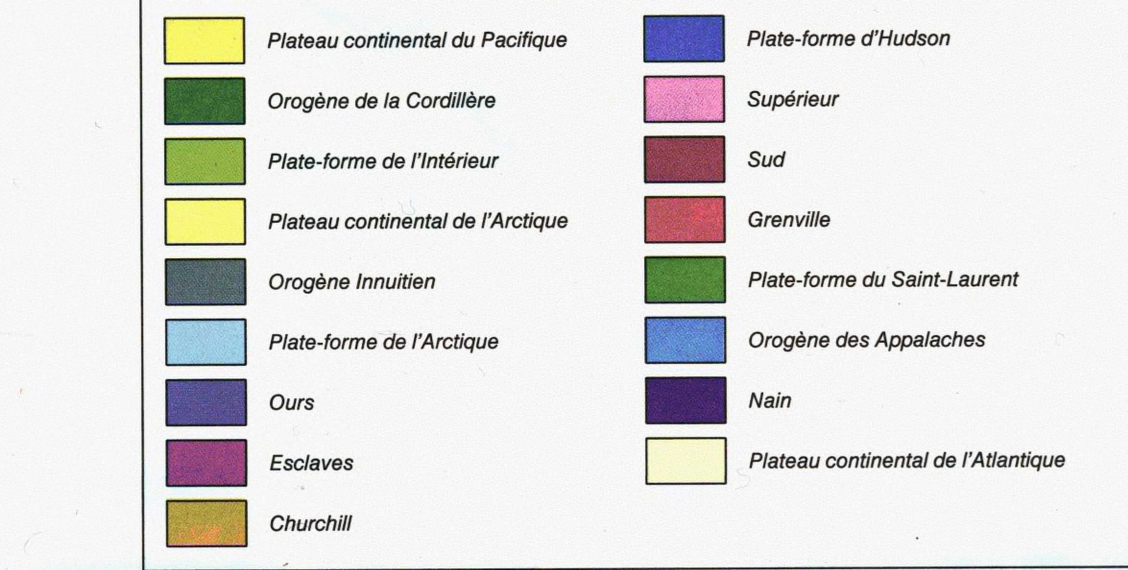 Plateau continental du Pacifique
Orogène de la Cordillère
Plate-forme de l'Intérieur
Plateau continental de l'Arctique
Orogène Innuitien
Plate-forme de l'Arctique
Ours
Esclaves
Churchill
Plate-forme d'Hudson
Supérieur
Sud
Grenville
Plate-forme du Saint-Laurent
Orogène des Appalaches
Nain
Plateau continental de l'Atlantique